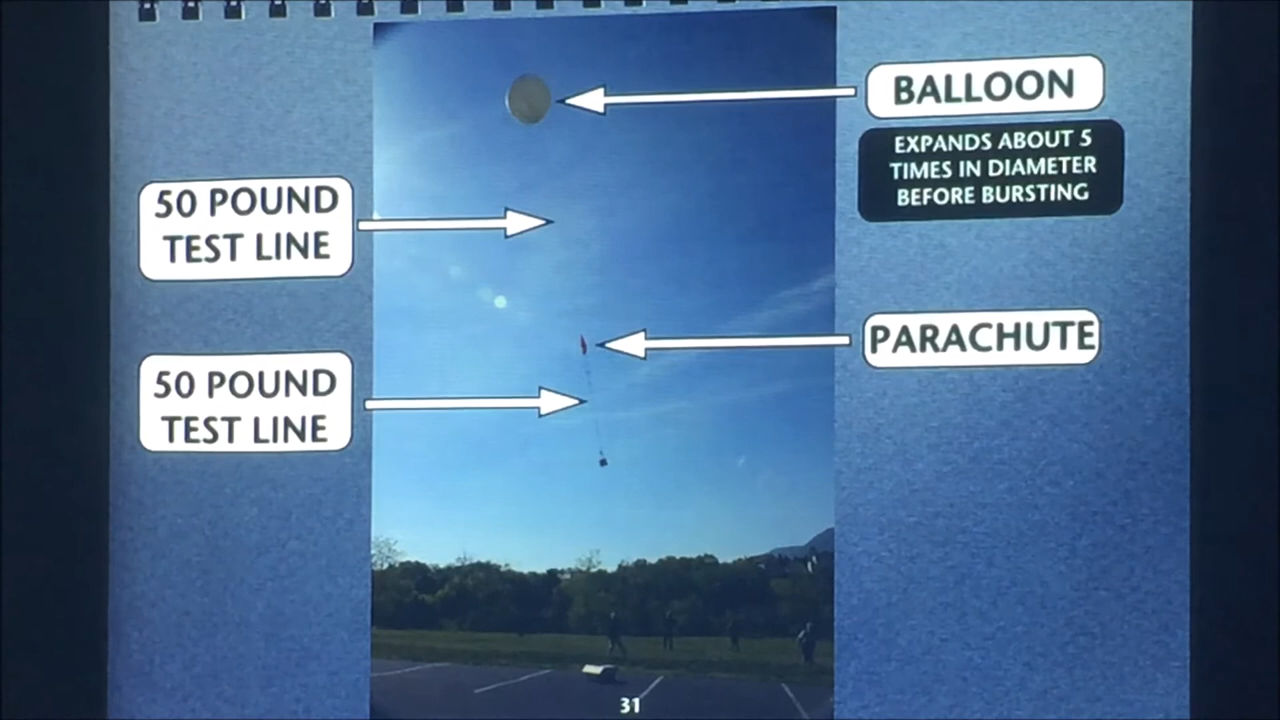 BALLOON
EXPANDS ABOUT 5
TIMES IN DIAMETER
BEFORE BURSTING
50 POUND
TEST LINE
PARACHUTE
50 POUND
TEST LINE
31